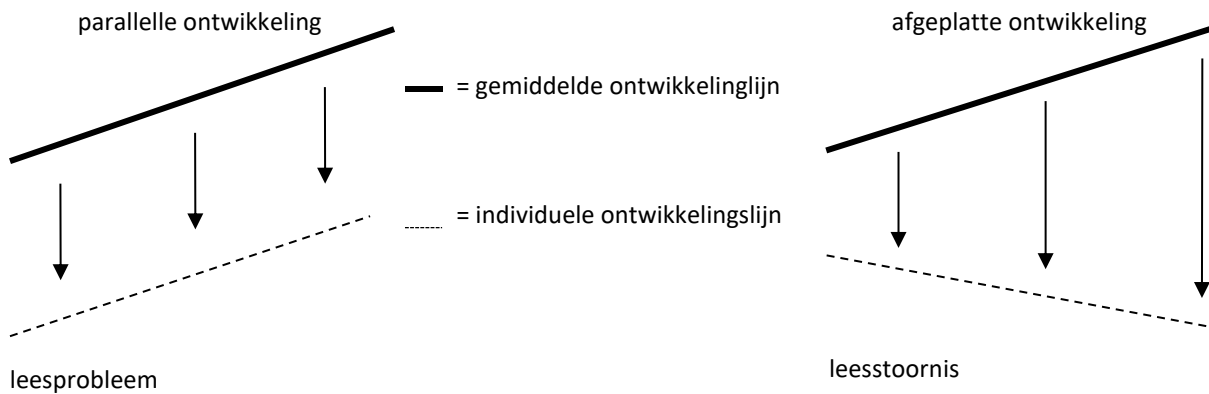 parallelle ontwikkeling
afgeplatte ontwikkeling
= gemiddelde ontwikkelinglijn
= individuele ontwikkelingslijn
leesprobleem
leesstoornis